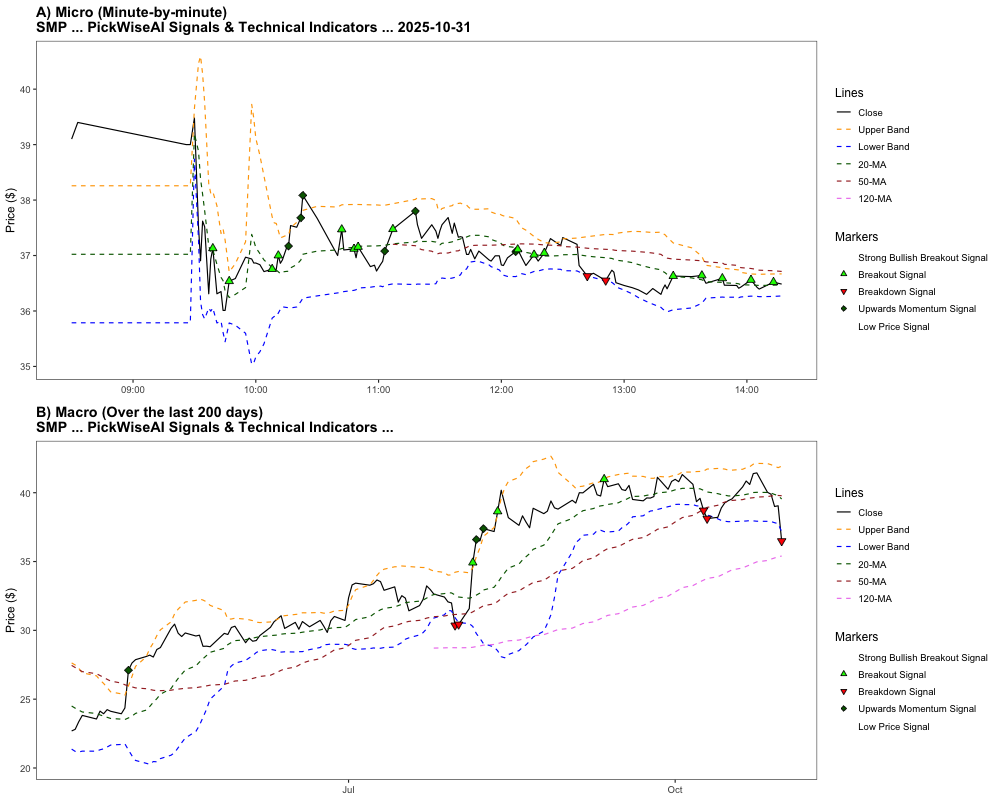 A) Micro (Minute-by-minute)
SMP ... PickWiseAI Signals & Technical Indicators ... 2025-10-31
Price ($)
40
39
38
37
36
35
09:00
10:00
11:00
12:00
13:00
14:00
Lines
Close
Upper Band
Lower Band
20-MA
50-MA
120-MA
Markers
Strong Bullish Breakout Signal
Breakout Signal
Breakdown Signal
Upwards Momentum Signal
Low Price Signal
B) Macro (Over the last 200 days)
SMP ... PickWiseAI Signals & Technical Indicators ...
Price ($)
40
35
30
25
20
Jul
Oct
Lines
Close
Upper Band
Lower Band
20-MA
50-MA
120-MA
Markers
Strong Bullish Breakout Signal
Breakout Signal
Breakdown Signal
Upwards Momentum Signal
Low Price Signal